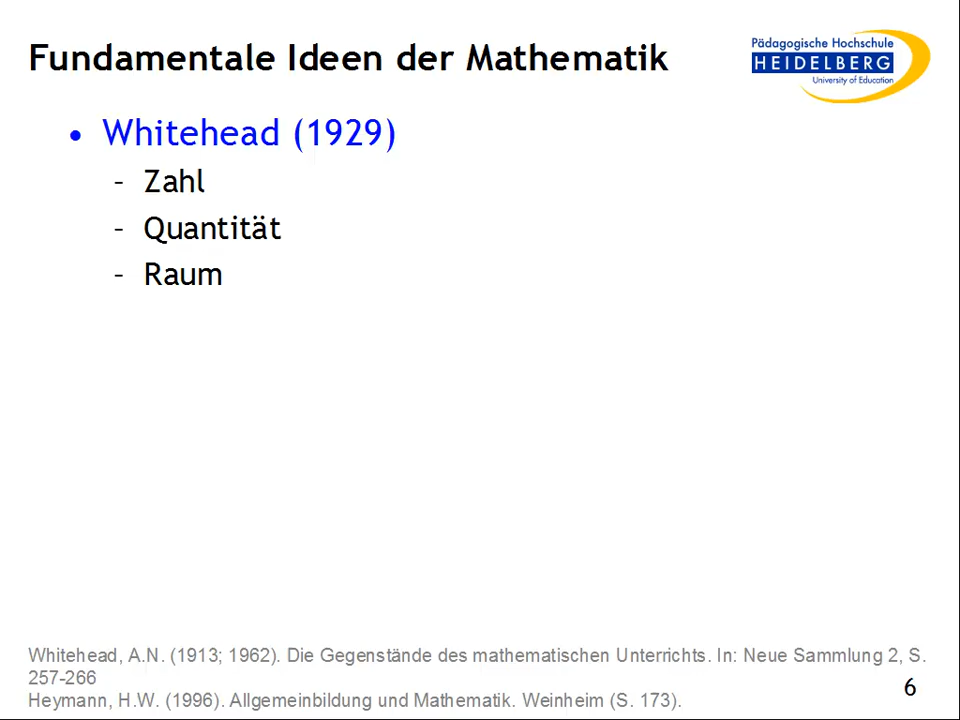 Fundamentale Ideen der Mathematik
Pädagogische Hochschule
HEIDELBERG
University of Education
• Whitehead (1929)
– Zahl
– Quantität
– Raum
Whitehead, A.N. (1913; 1962). Die Gegenstände des mathematischen Unterrichts. In: Neue Sammlung 2, S.
257-266
Heymann, H.W. (1996). Allgemeinbildung und Mathematik. Weinheim (S. 173).
6